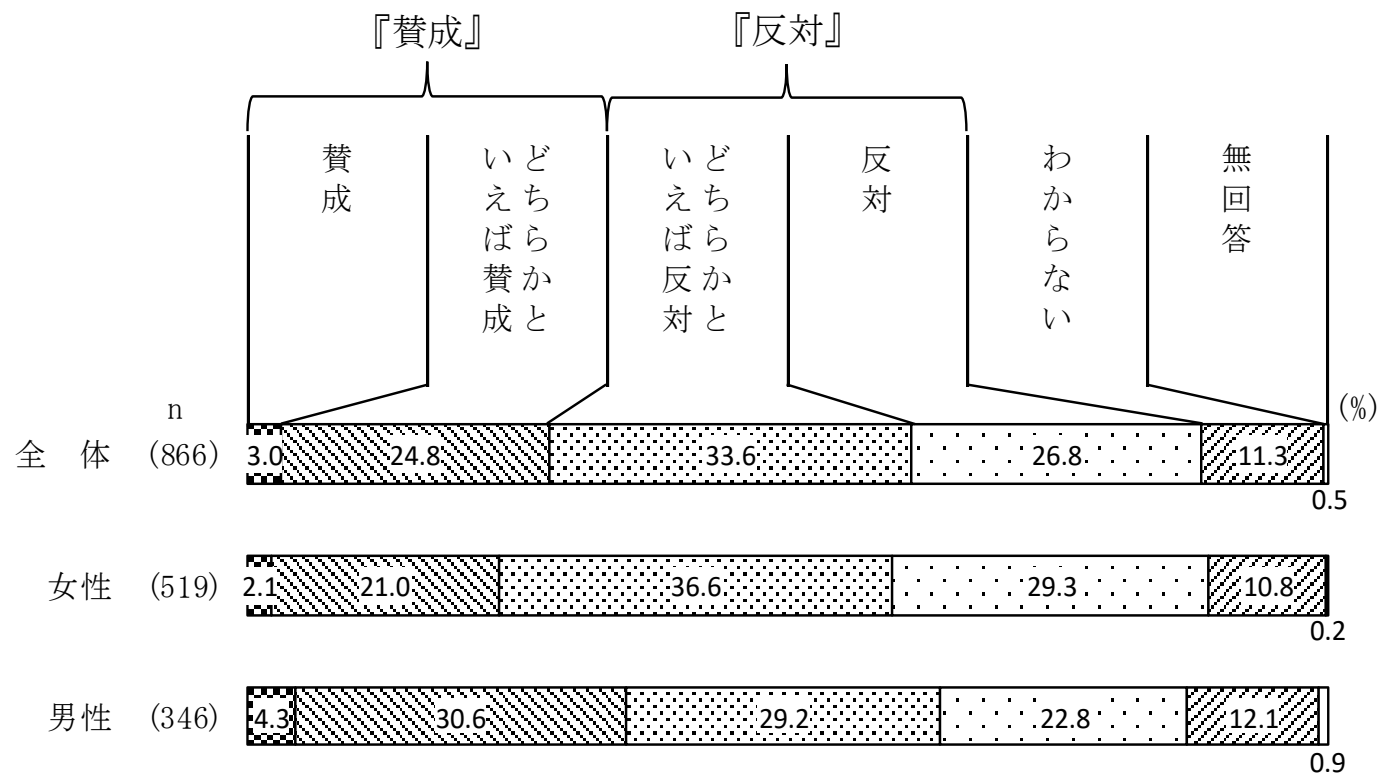 『賛成』 『反対』
賛成
どちらかと
いえば賛成
どちらかと
いえば反対
反対
わからない
無回答
n
(%)
全 体 (866) 3.0 24.8 33.6 26.8 11.3
0.5
女性 (519) 2.1 21.0 36.6 29.3 10.8
0.2
男性 (346) 4.3 30.6 29.2 22.8 12.1
0.9